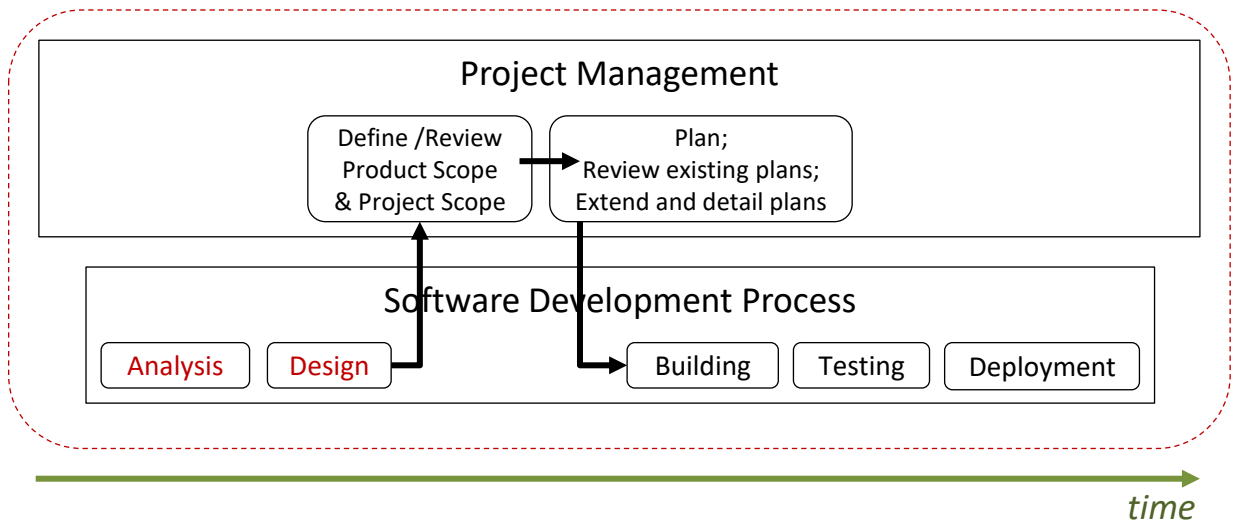 Project Management
Define /Review
Product Scope
& Project Scope
Plan;
Review existing plans;
Extend and detail plans
Software Development Process
Analysis
Design
Building
Testing
Deployment
time